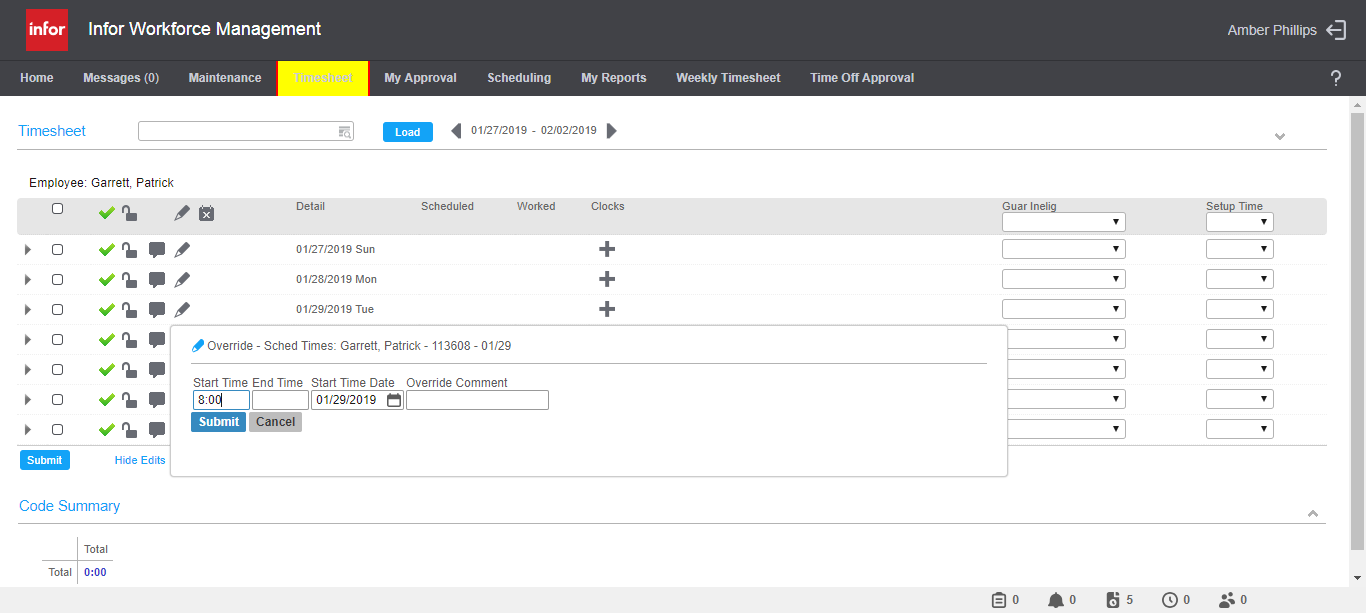 infor
Infor Workforce Management
Amber Phillips
Home Messages (0) Maintenance Timesheet My Approval Scheduling My Reports Weekly Timesheet Time Off Approval ?
Timesheet Load 01/27/2019 - 02/02/2019
Employee: Garrett, Patrick
Detail Scheduled Worked Clocks Guar Inelig Setup Time
01/27/2019 Sun
01/28/2019 Mon
01/29/2019 Tue
Override - Sched Times: Garrett, Patrick - 113608 - 01/29
Start Time End Time Start Time Date Override Comment
8:00 01/29/2019
Submit Cancel
Submit Hide Edits
Code Summary
Total
Total 0:00
0 0 5 0 0